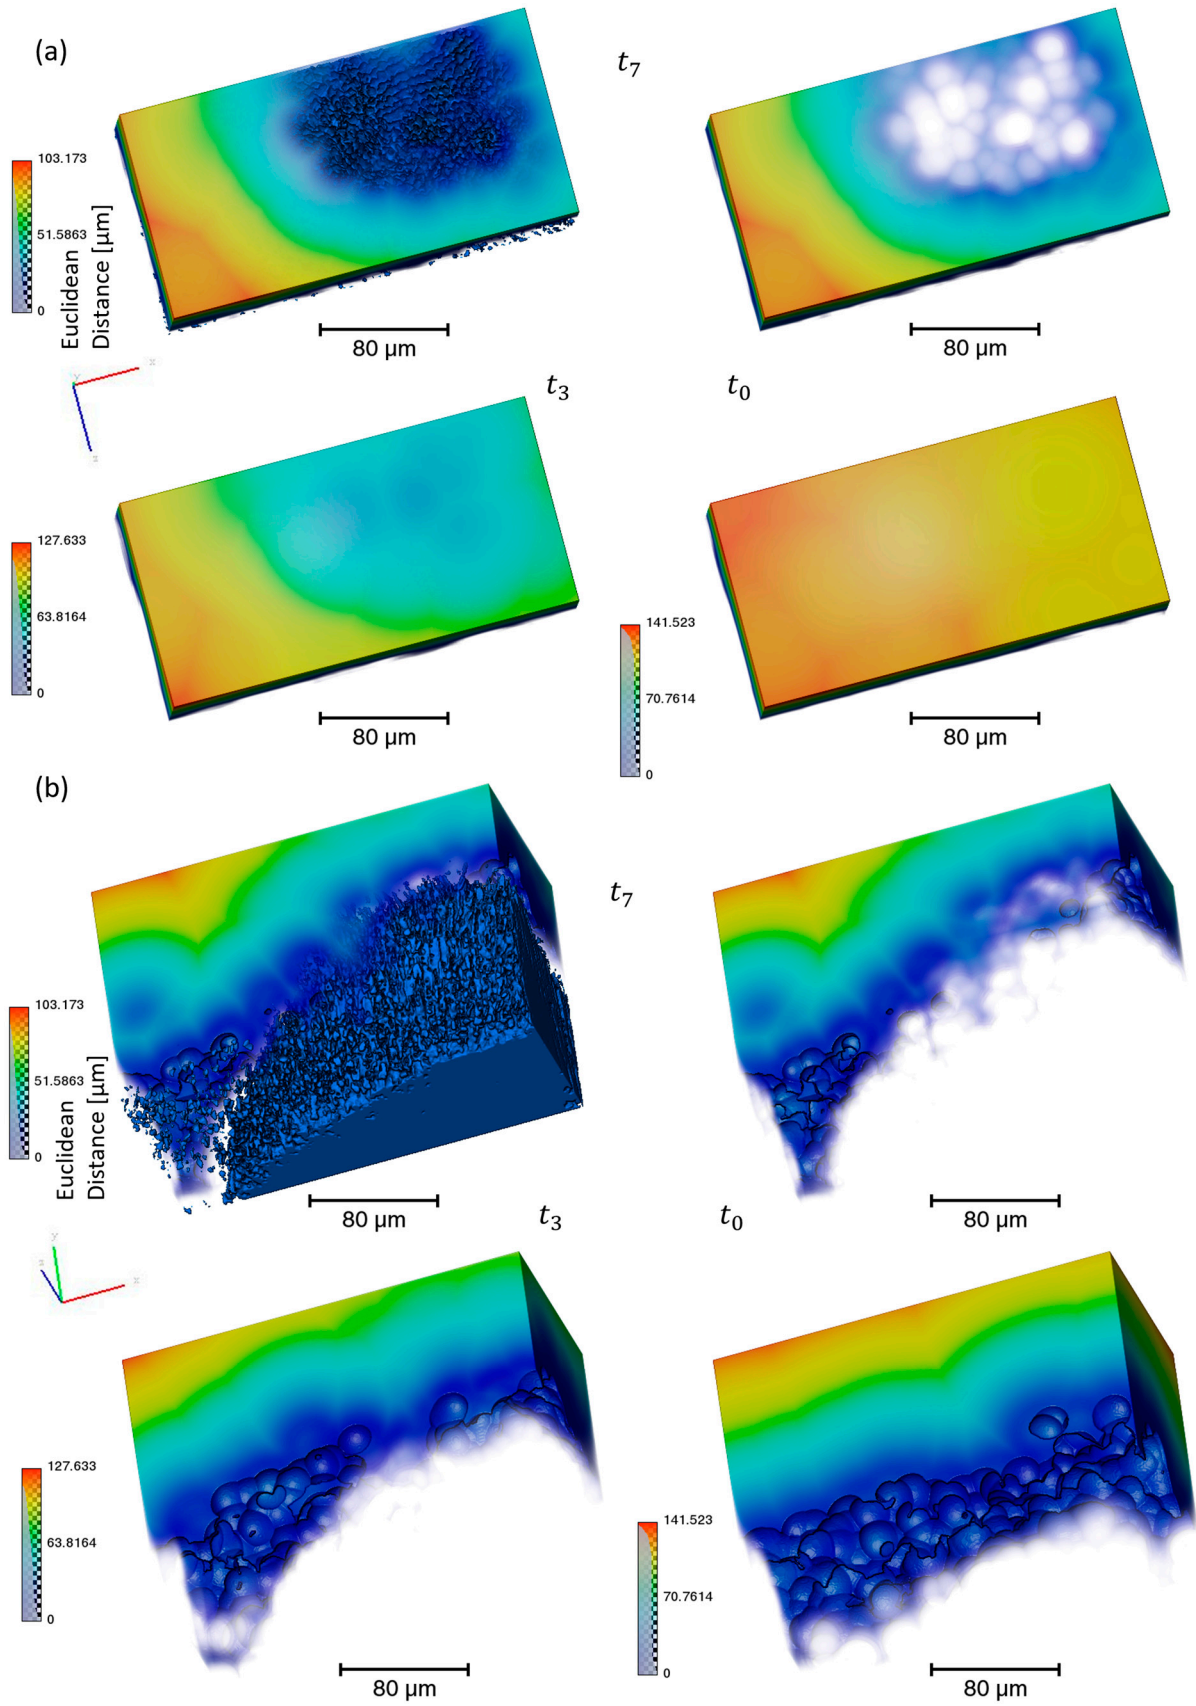 (a)
t₇
103.173
51.5863
0
Euclidean
Distance [µm]
80 µm
80 µm
x
y
z
t₃
t₀
127.633
63.8164
0
141.523
70.7614
0
80 µm
80 µm
(b)
t₇
103.173
51.5863
0
Euclidean
Distance [µm]
80 µm
80 µm
t₃
t₀
y
z
x
127.633
63.8164
0
141.523
70.7614
0
80 µm
80 µm